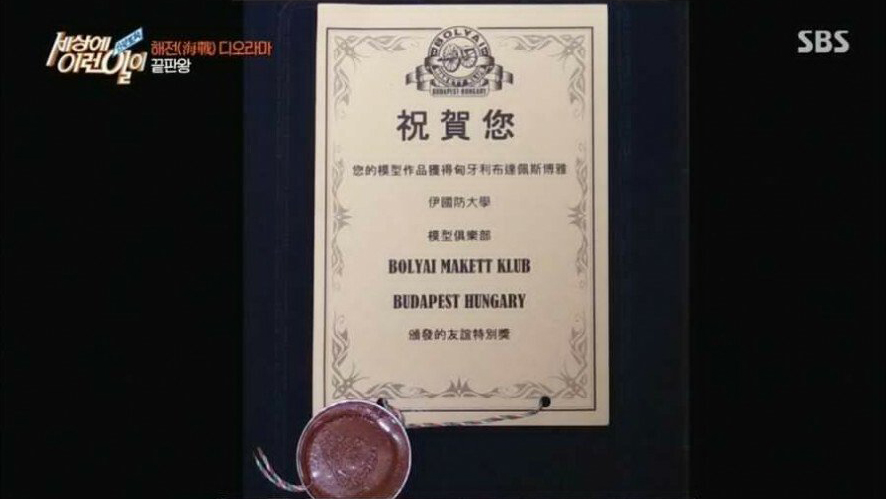 세상에
이런일이
해전(海戰) 디오라마
끝판왕
SBS
BOLYAI
BUDAPEST HUNGARY
祝賀您
您的模型作品獲得匈牙利布達佩斯博雅
伊國防大學
模型俱樂部
BOLYAI MAKETT KLUB
BUDAPEST HUNGARY
頒發的友誼特別獎